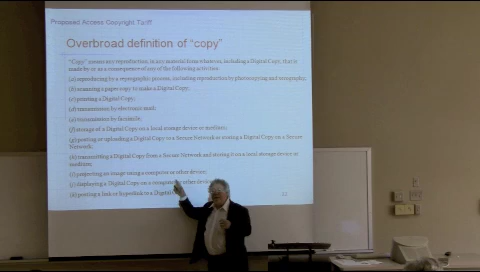 Proposed Access Copyright Tariff
Overbroad definition of “copy”
“Copy” means any reproduction, in any material form whatever, including a Digital Copy, that is
made by or as a consequence of any of the following activities
(a) reproducing by a reprographic process, including reproduction by photocopying and xerography;
(b) scanning a paper copy to make a Digital Copy;
(c) printing a Digital Copy;
(d) transmission by electronic mail;
(e) transmission by facsimile;
(f) storage of a Digital Copy on a local storage device or medium;
(g) posting or uploading a Digital Copy to a Secure Network or storing a Digital Copy on a Secure
Network;
(h) transmitting a Digital Copy from a Secure Network and storing it on a local storage device or
medium;
(i) projecting an image using a computer or other device;
(j) displaying a Digital Copy on a computer or other device
(k) posting a link or hyperlink to a Digital